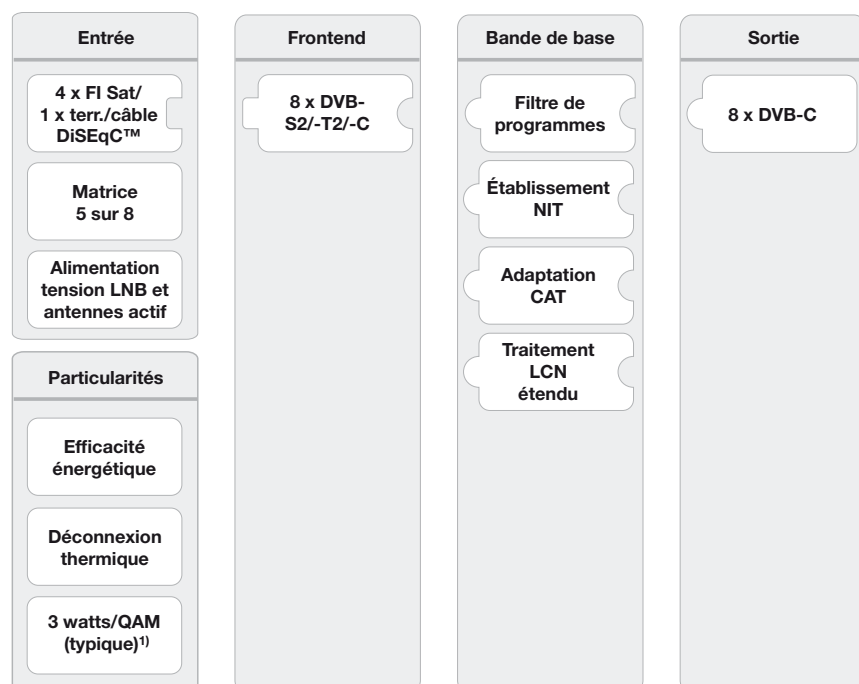 Entrée
4 x FI Sat/
1 x terr./câble
DiSEqC™
Matrice
5 sur 8
Alimentation
tension LNB et
antennes actif
Particularités
Efficacité
énergétique
Déconnexion
thermique
3 watts/QAM
(typique)¹⁾
Frontend
8 x DVB-
S2/-T2/-C
Bande de base
Filtre de
programmes
Établissement
NIT
Adaptation
CAT
Traitement
LCN
étendu
Sortie
8 x DVB-C